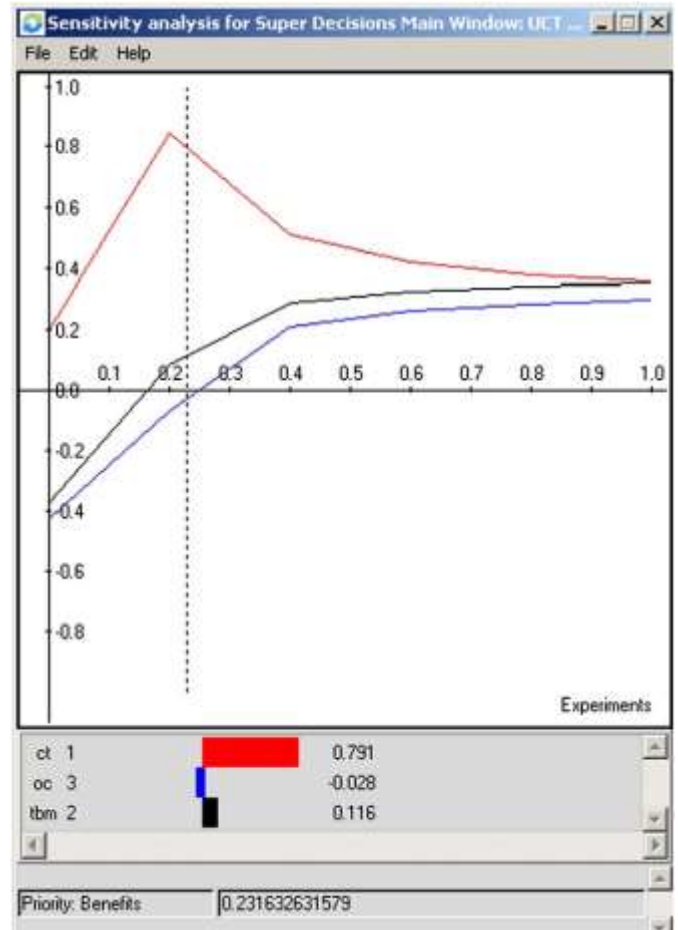 Sensitivity analysis for Super Decisions Main Window: UCT ...
File Edit Help
1.0
0.8
0.6
0.4
0.2
0.1 0.2 0.3 0.4 0.5 0.6 0.7 0.8 0.9 1.0
0.0
-0.2
-0.4
-0.6
-0.8
Experiments
ct 1 0.791
oc 3 -0.028
tbm 2 0.116
Priority: Benefits 0.231632631579